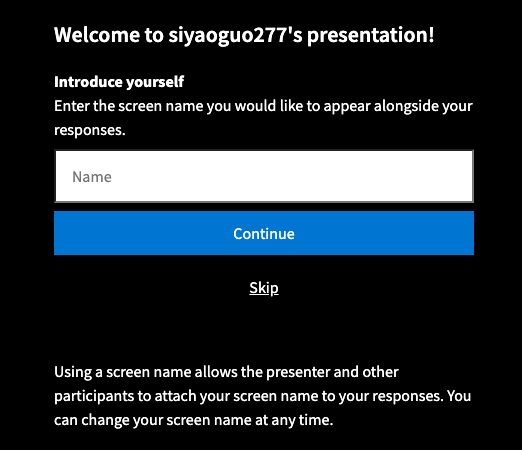 Welcome to siyaoguo277's presentation!
Introduce yourself
Enter the screen name you would like to appear alongside your
responses.
Name
Continue
Skip
Using a screen name allows the presenter and other
participants to attach your screen name to your responses. You
can change your screen name at any time.